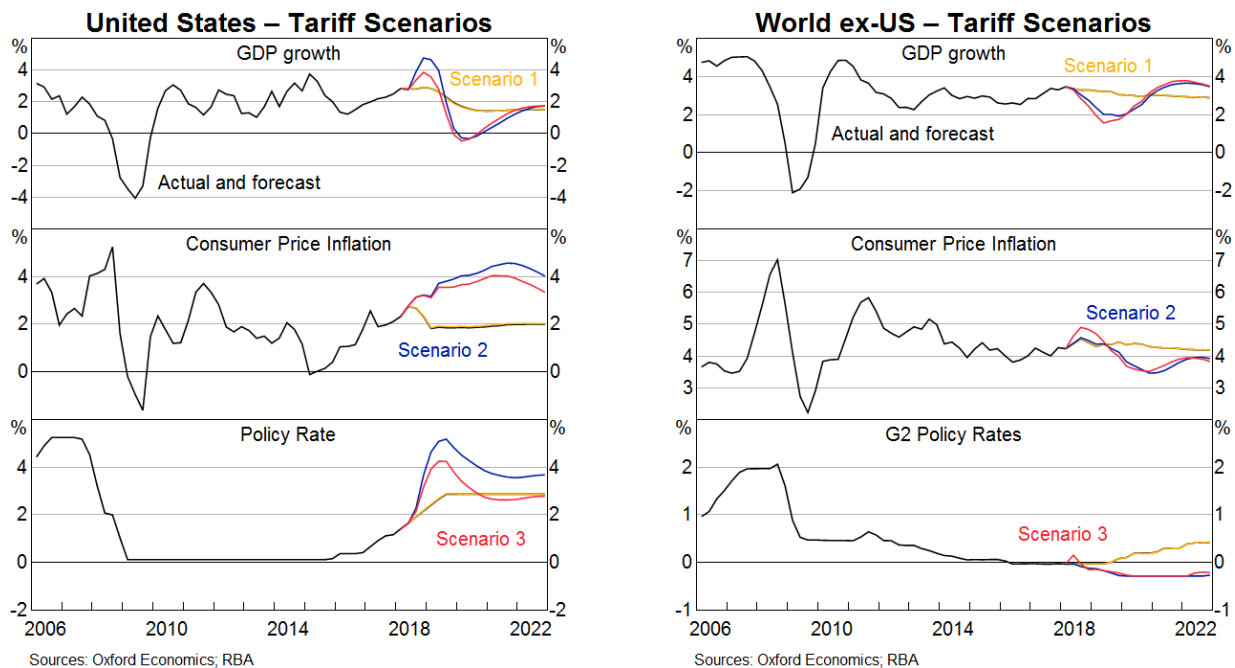 United States – Tariff Scenarios
% GDP growth %
4 4
Scenario 1
2 2
0 0
-2 Actual and forecast -2
-4 -4
% Consumer Price Inflation %
4 4
2 2
Scenario 2
0 0
% Policy Rate %
4 4
2 2
Scenario 3
0 0
-2 -2
2006 2010 2014 2018 2022
Sources: Oxford Economics; RBA
World ex-US – Tariff Scenarios
% GDP growth %
Scenario 1
4 4
2 2
Actual and forecast
0 0
-2 -2
% Consumer Price Inflation %
7 7
6 6
Scenario 2
5 5
4 4
3 3
% G2 Policy Rates %
2 2
1 1
Scenario 3
0 0
-1 -1
2006 2010 2014 2018 2022
Sources: Oxford Economics; RBA